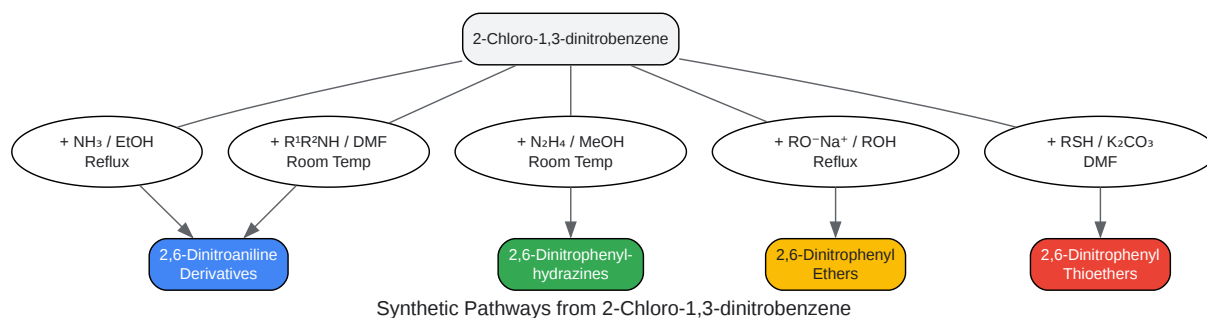 2-Chloro-1,3-dinitrobenzene
+ NH₃ / EtOH
Reflux
+ R¹R²NH / DMF
Room Temp
+ N₂H₄ / MeOH
Room Temp
+ RO⁻Na⁺ / ROH
Reflux
+ RSH / K₂CO₃
DMF
2,6-Dinitroaniline
Derivatives
2,6-Dinitrophenyl-
hydrazines
2,6-Dinitrophenyl
Ethers
2,6-Dinitrophenyl
Thioethers
Synthetic Pathways from 2-Chloro-1,3-dinitrobenzene